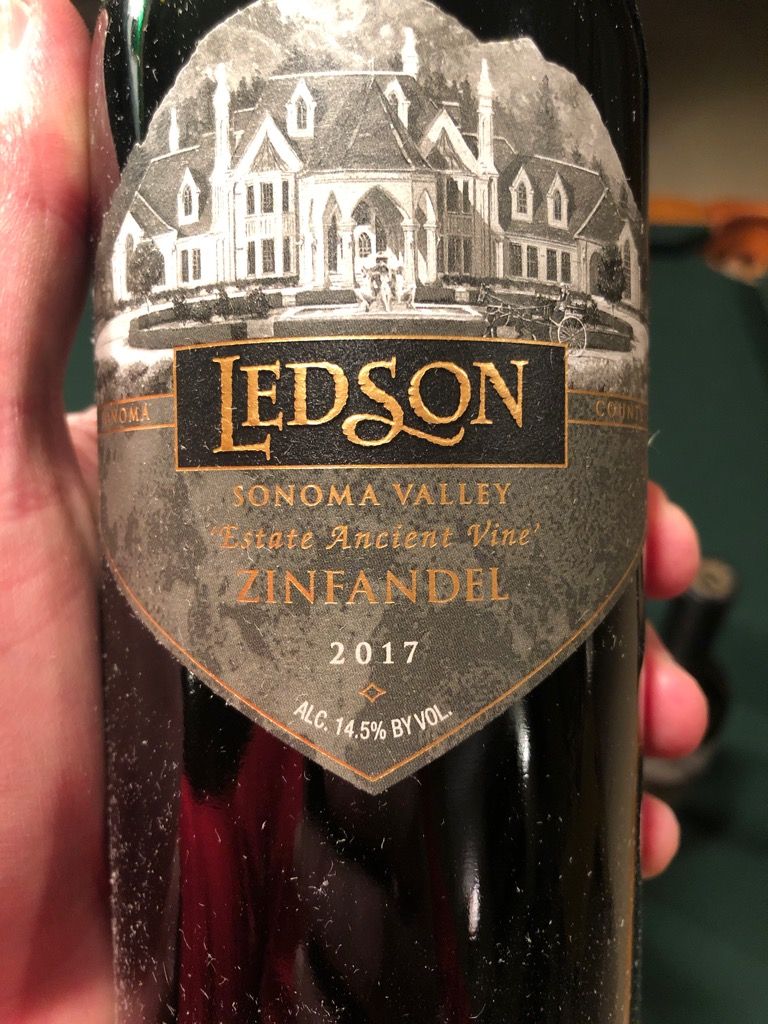 LEDSON
SONOMA COUNTY
SONOMA VALLEY
'Estate Ancient Vine'
ZINFANDEL
2017
ALC. 14.5% BY VOL.